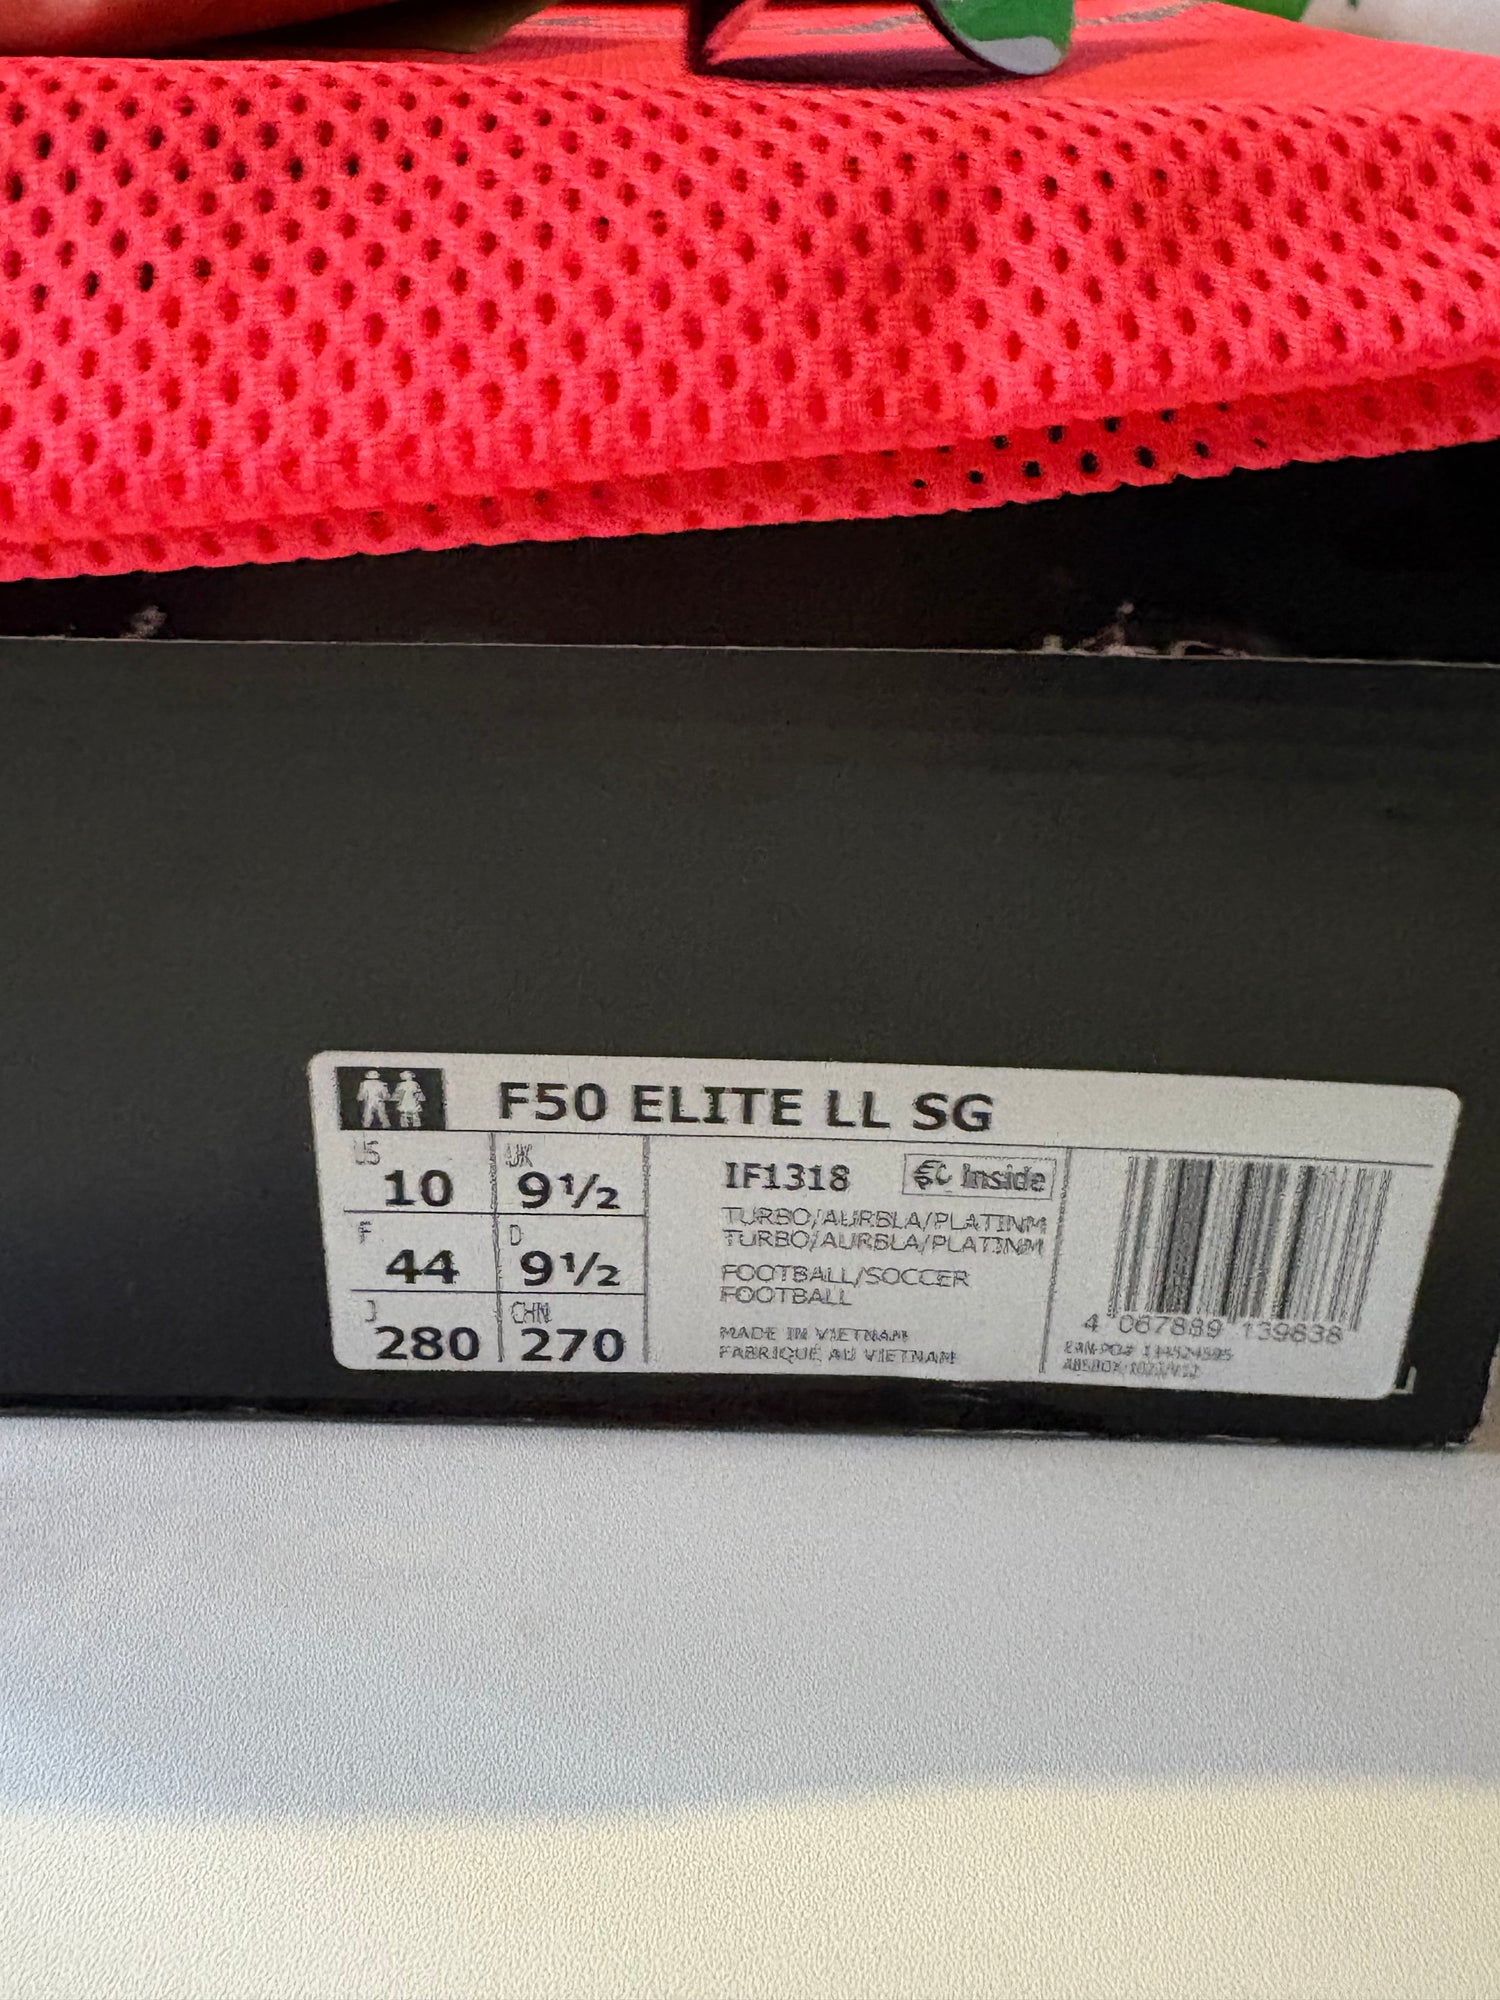 F50 ELITE LL SG
US 10
UK 9½
F 44
D 9½
J 280
CHN 270
IF1318
Inside
TURBO/AURBLA/PLATINM
TURBO/AURBLA/PLATINM
FOOTBALL/SOCCER
FOOTBALL
MADE IN VIETNAM
FABRIQUÉ AU VIETNAM
4 067889 139638